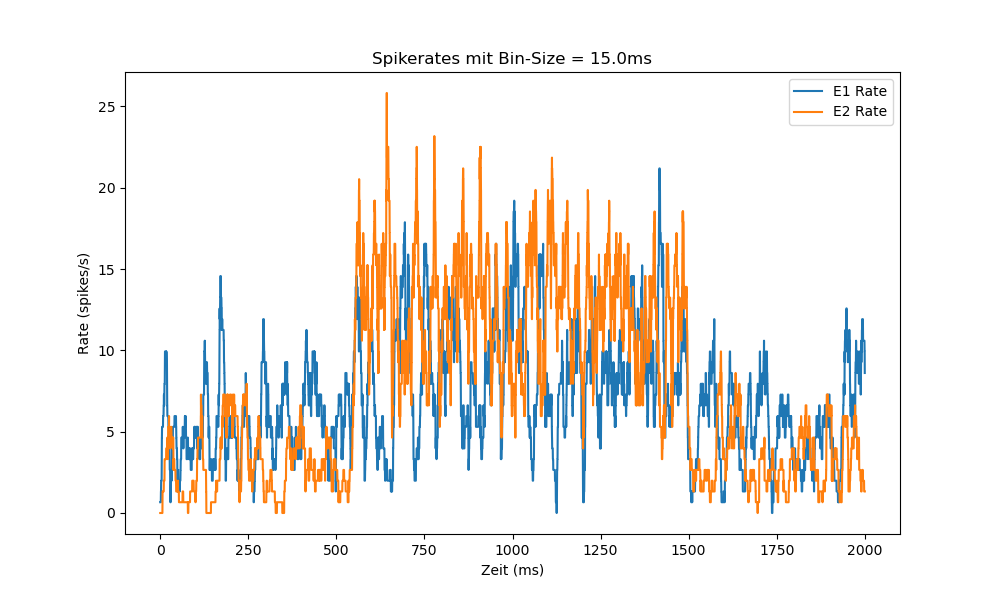 Spikerates mit Bin-Size = 15.0ms
E1 Rate
E2 Rate
Rate (spikes/s)
25
20
15
10
5
0
0 250 500 750 1000 1250 1500 1750 2000
Zeit (ms)